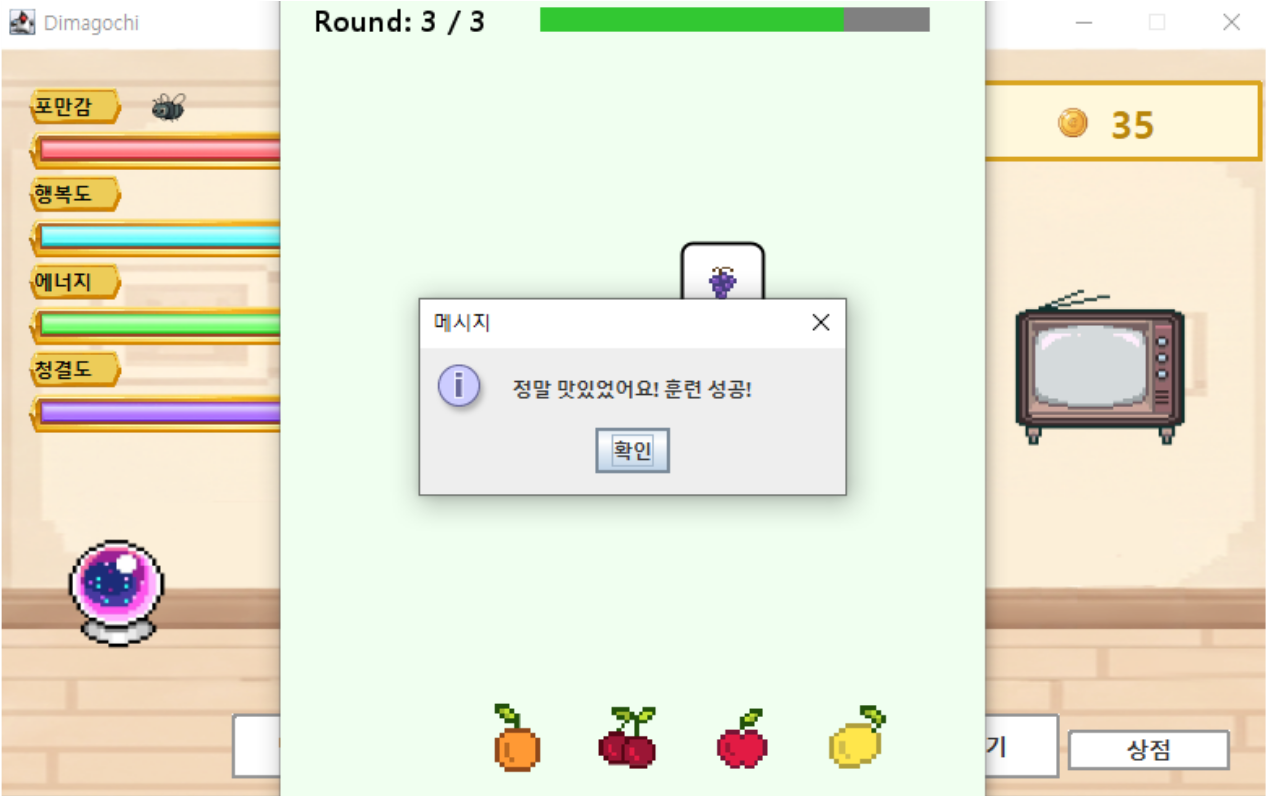 Dimagochi
Round: 3 / 3
포만감
35
행복도
에너지
청결도
메시지
정말 맛있었어요! 훈련 성공!
확인
기
상점